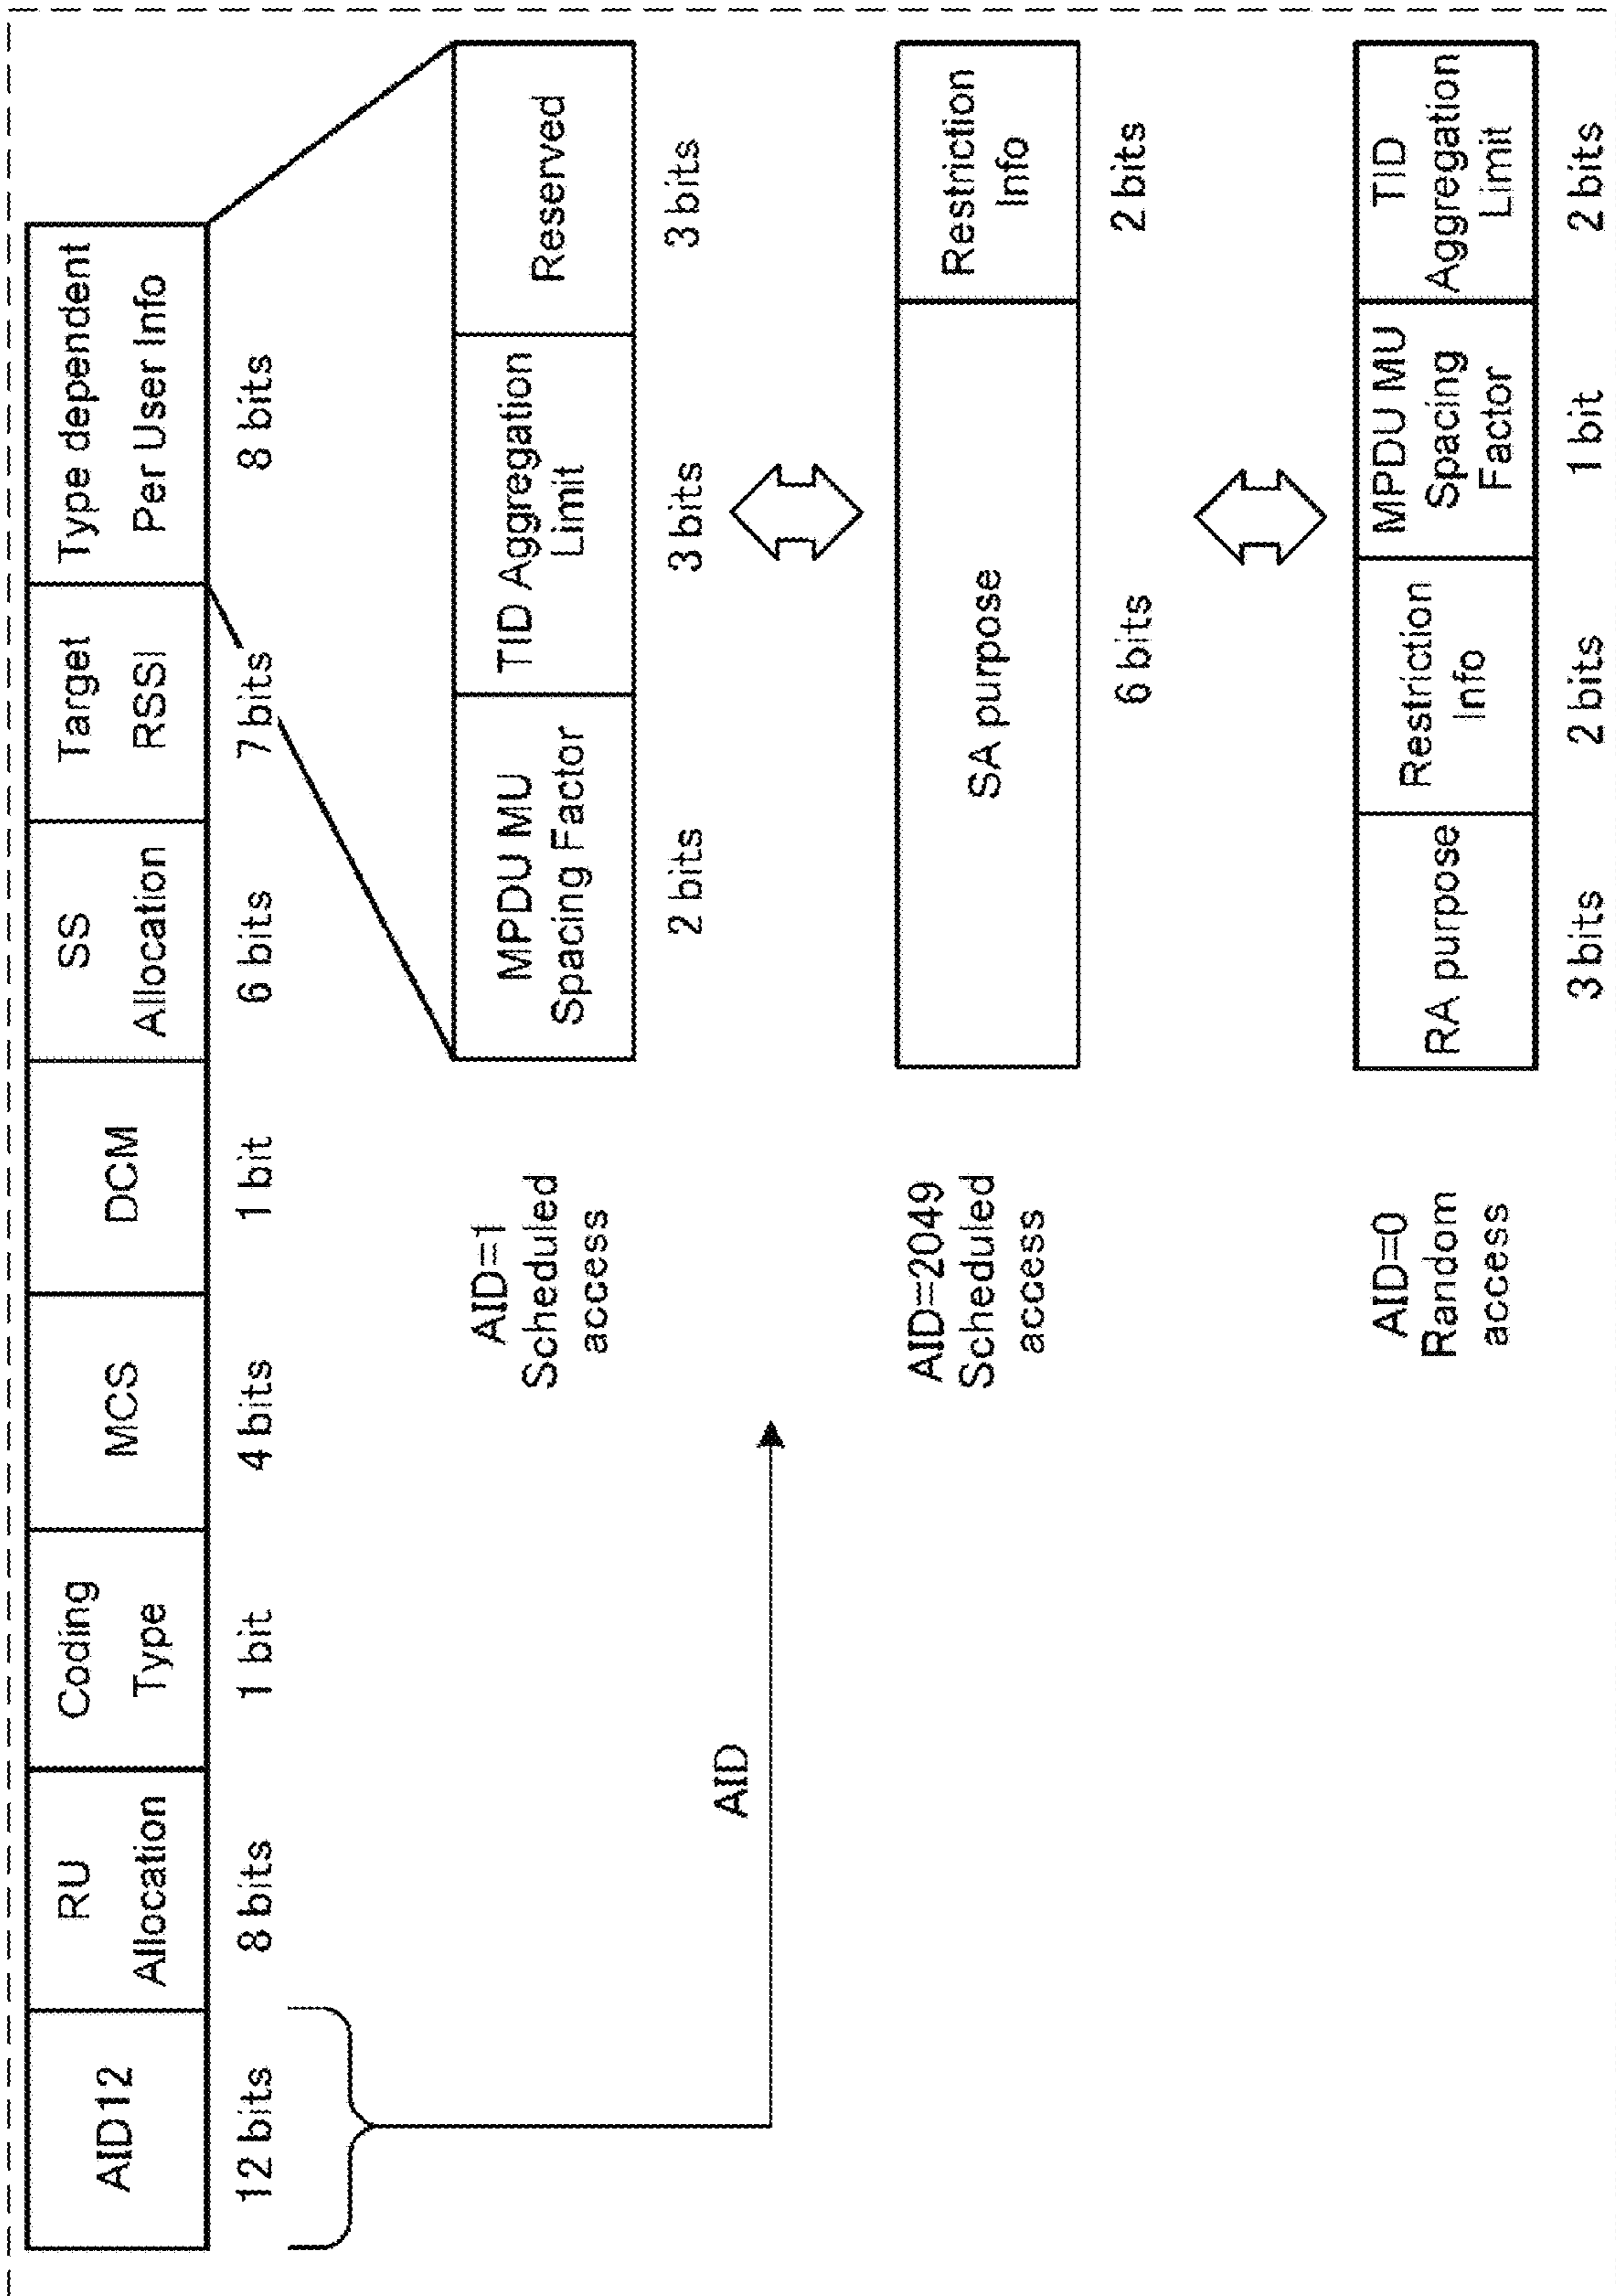 AID12
RU
Allocation
Coding
Type
MCS
DCM
SS
Allocation
Target
RSSI
Type dependent
Per User Info
12 bits
8 bits
1 bit
4 bits
1 bit
6 bits
7 bits
8 bits
AID
AID=1
Scheduled
access
MPDU MU
Spacing Factor
TID Aggregation
Limit
Reserved
2 bits
3 bits
3 bits
AID=2049
Scheduled
access
SA purpose
Restriction
Info
6 bits
2 bits
AID=0
Random
access
RA purpose
Restriction
Info
MPDU MU
Spacing
Factor
TID
Aggregation
Limit
3 bits
2 bits
1 bit
2 bits